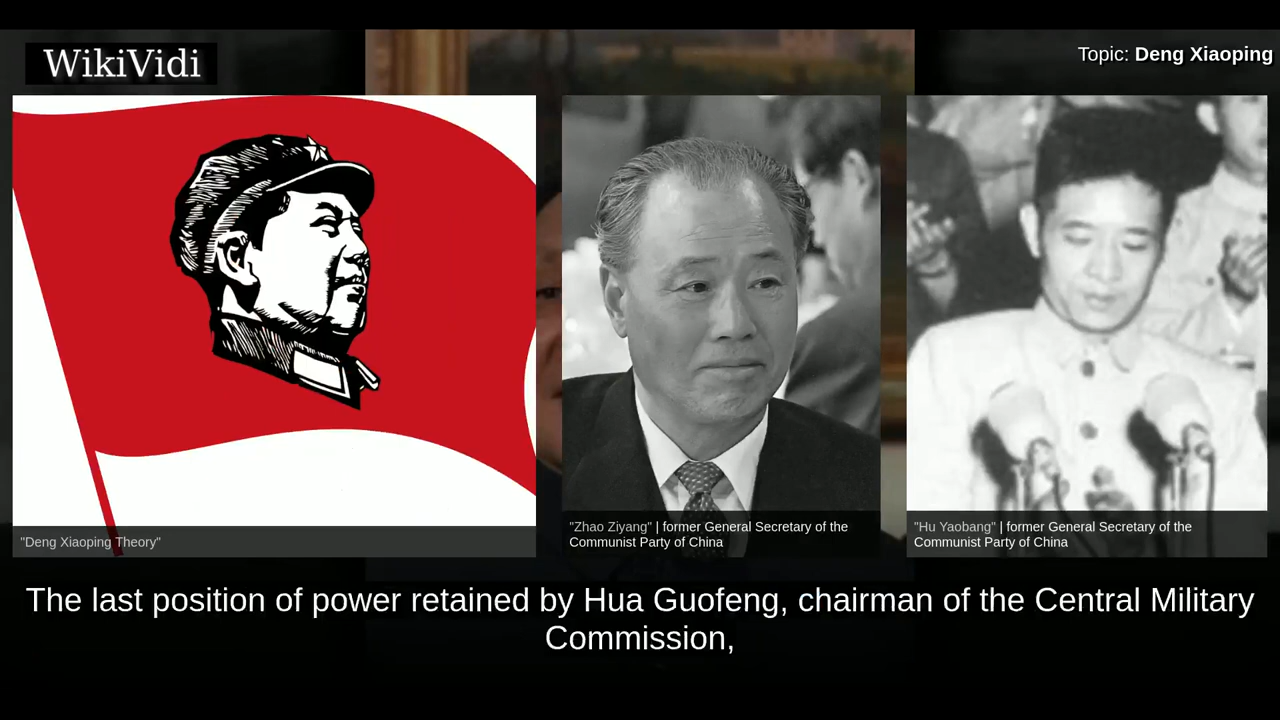 WikiVidi
Topic: Deng Xiaoping
"Deng Xiaoping Theory"
"Zhao Ziyang" | former General Secretary of the
Communist Party of China
"Hu Yaobang" | former General Secretary of the
Communist Party of China
The last position of power retained by Hua Guofeng, chairman of the Central Military
Commission,